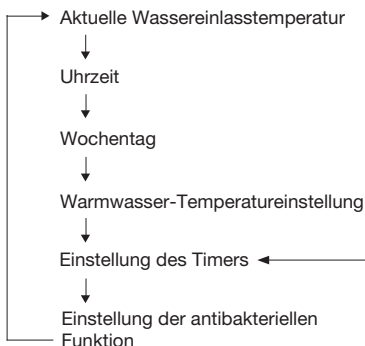 Aktuelle Wassereinlasstemperatur
Uhrzeit
Wochentag
Warmwasser-Temperatureinstellung
Einstellung des Timers
Einstellung der antibakteriellen
Funktion